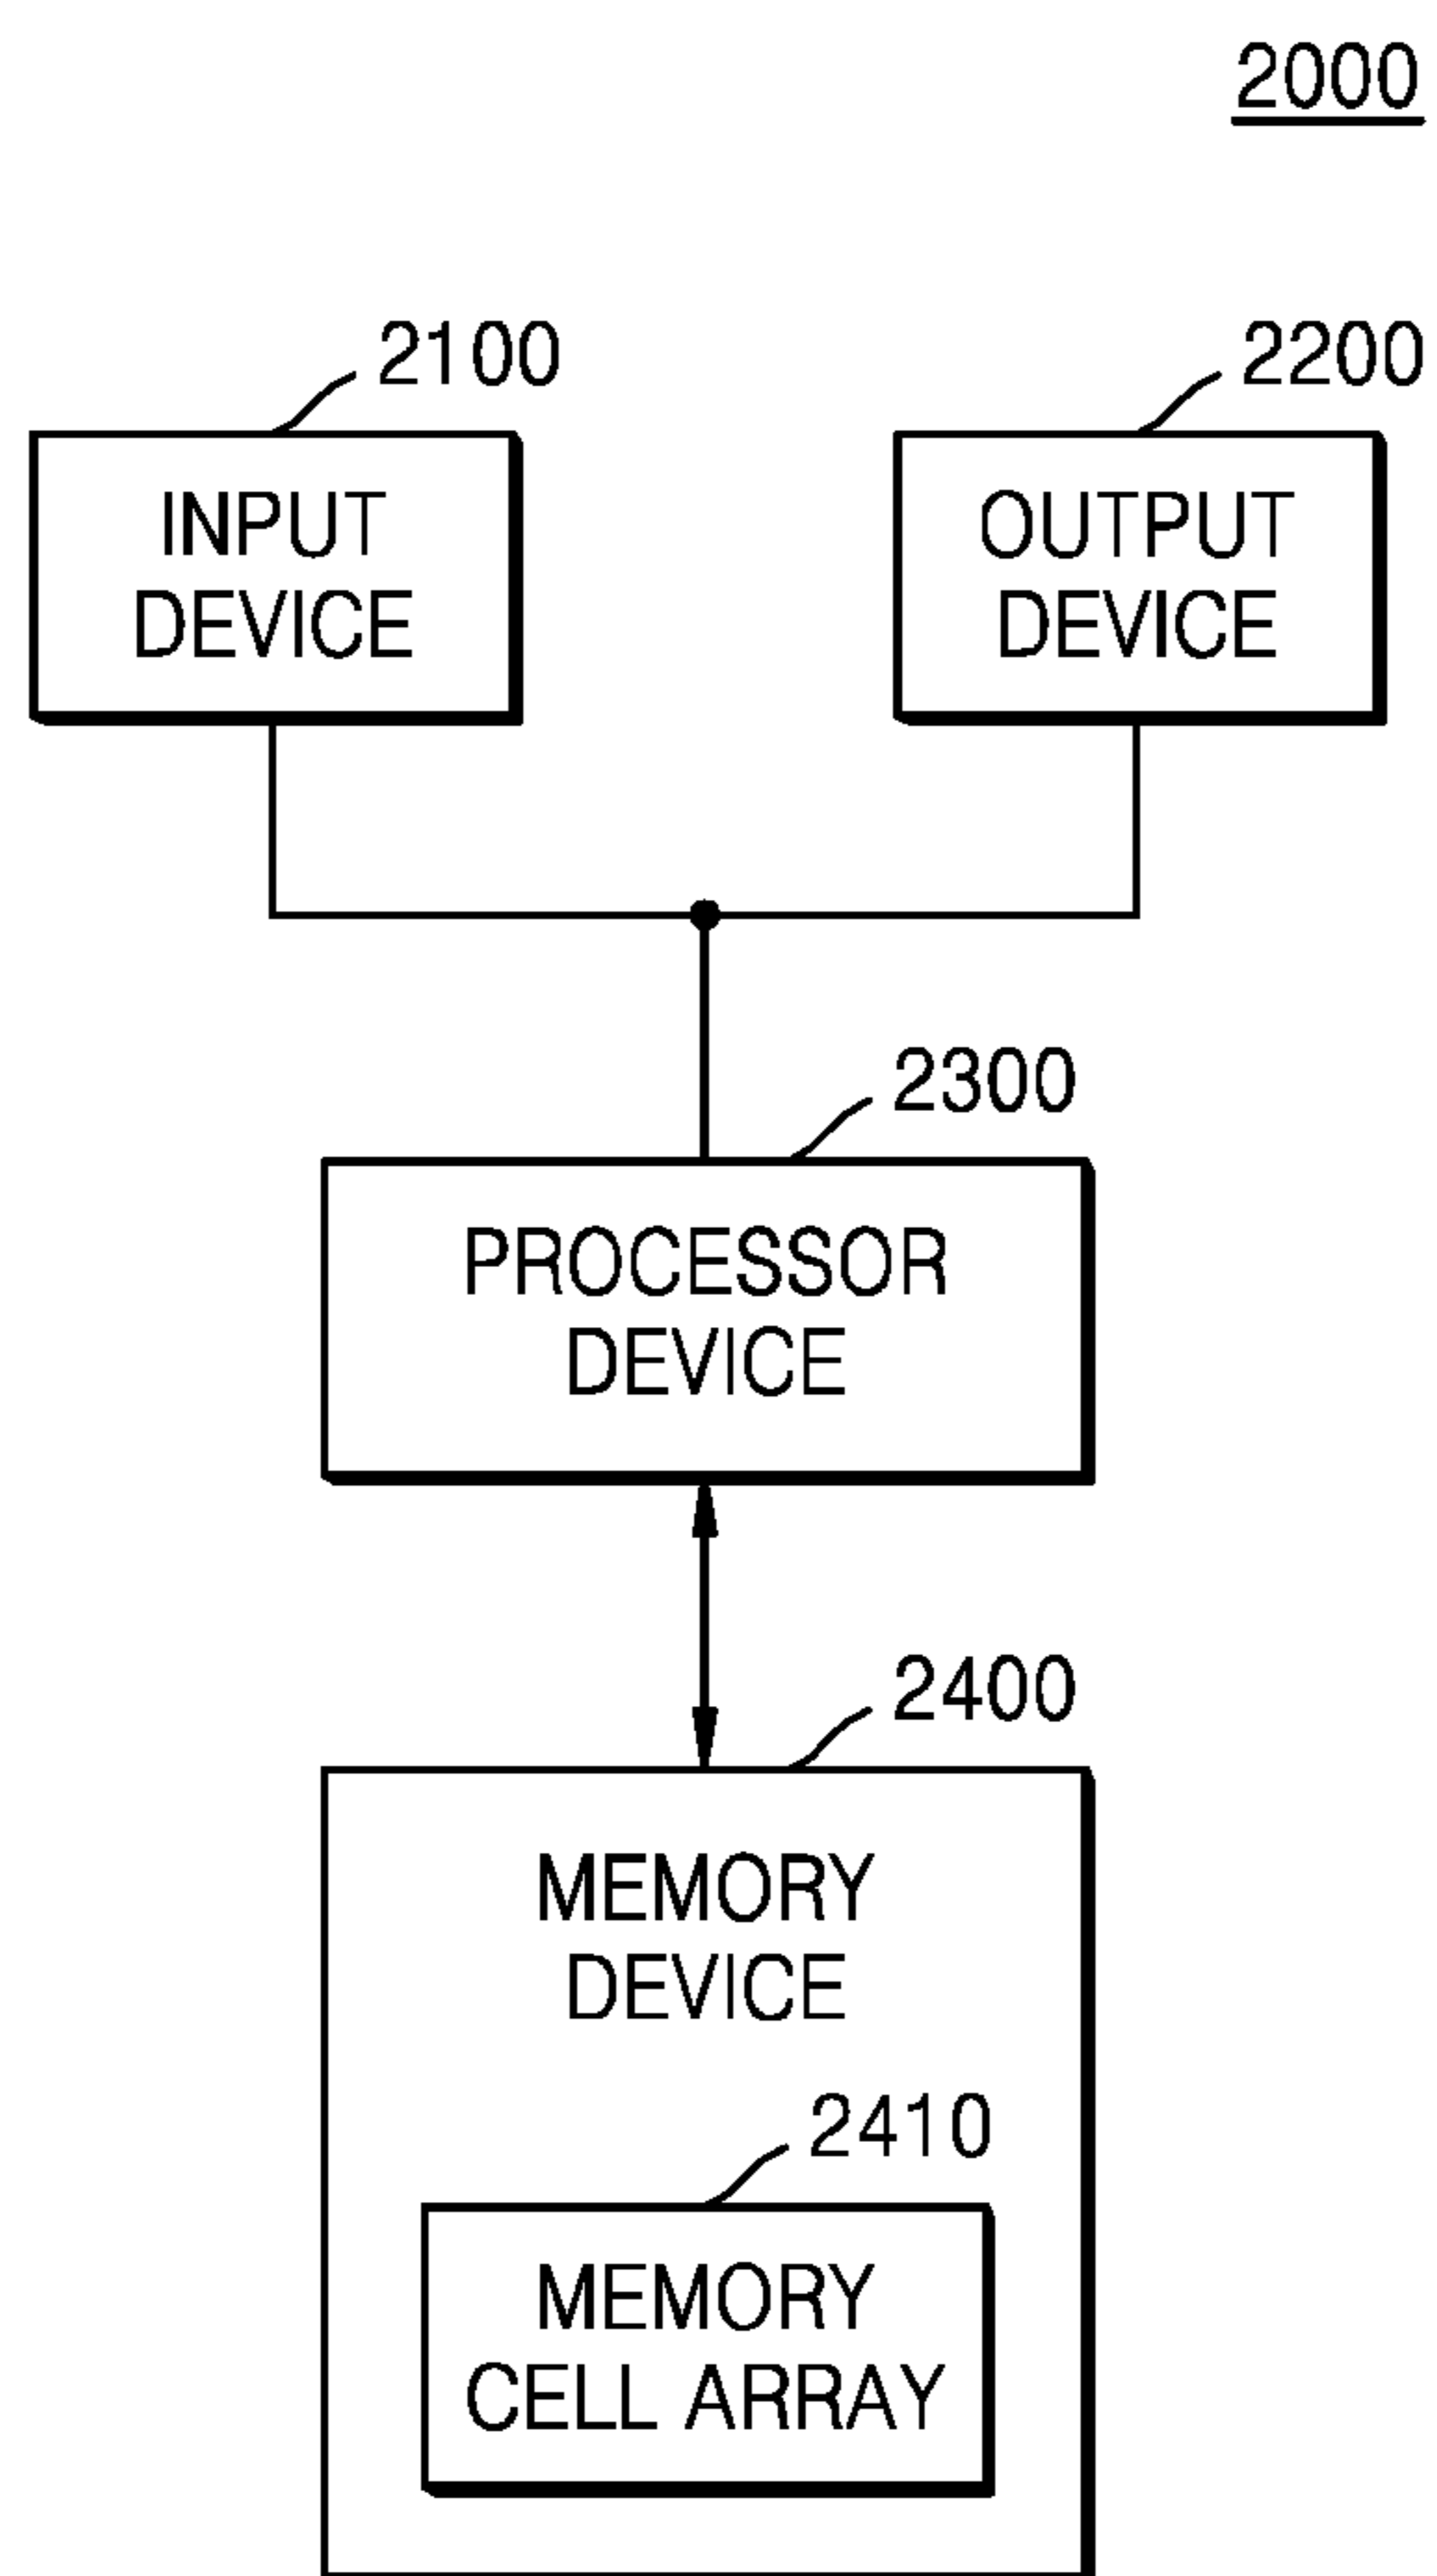 2000
2100
2200
INPUT
DEVICE
OUTPUT
DEVICE
2300
PROCESSOR
DEVICE
2400
MEMORY
DEVICE
2410
MEMORY
CELL ARRAY